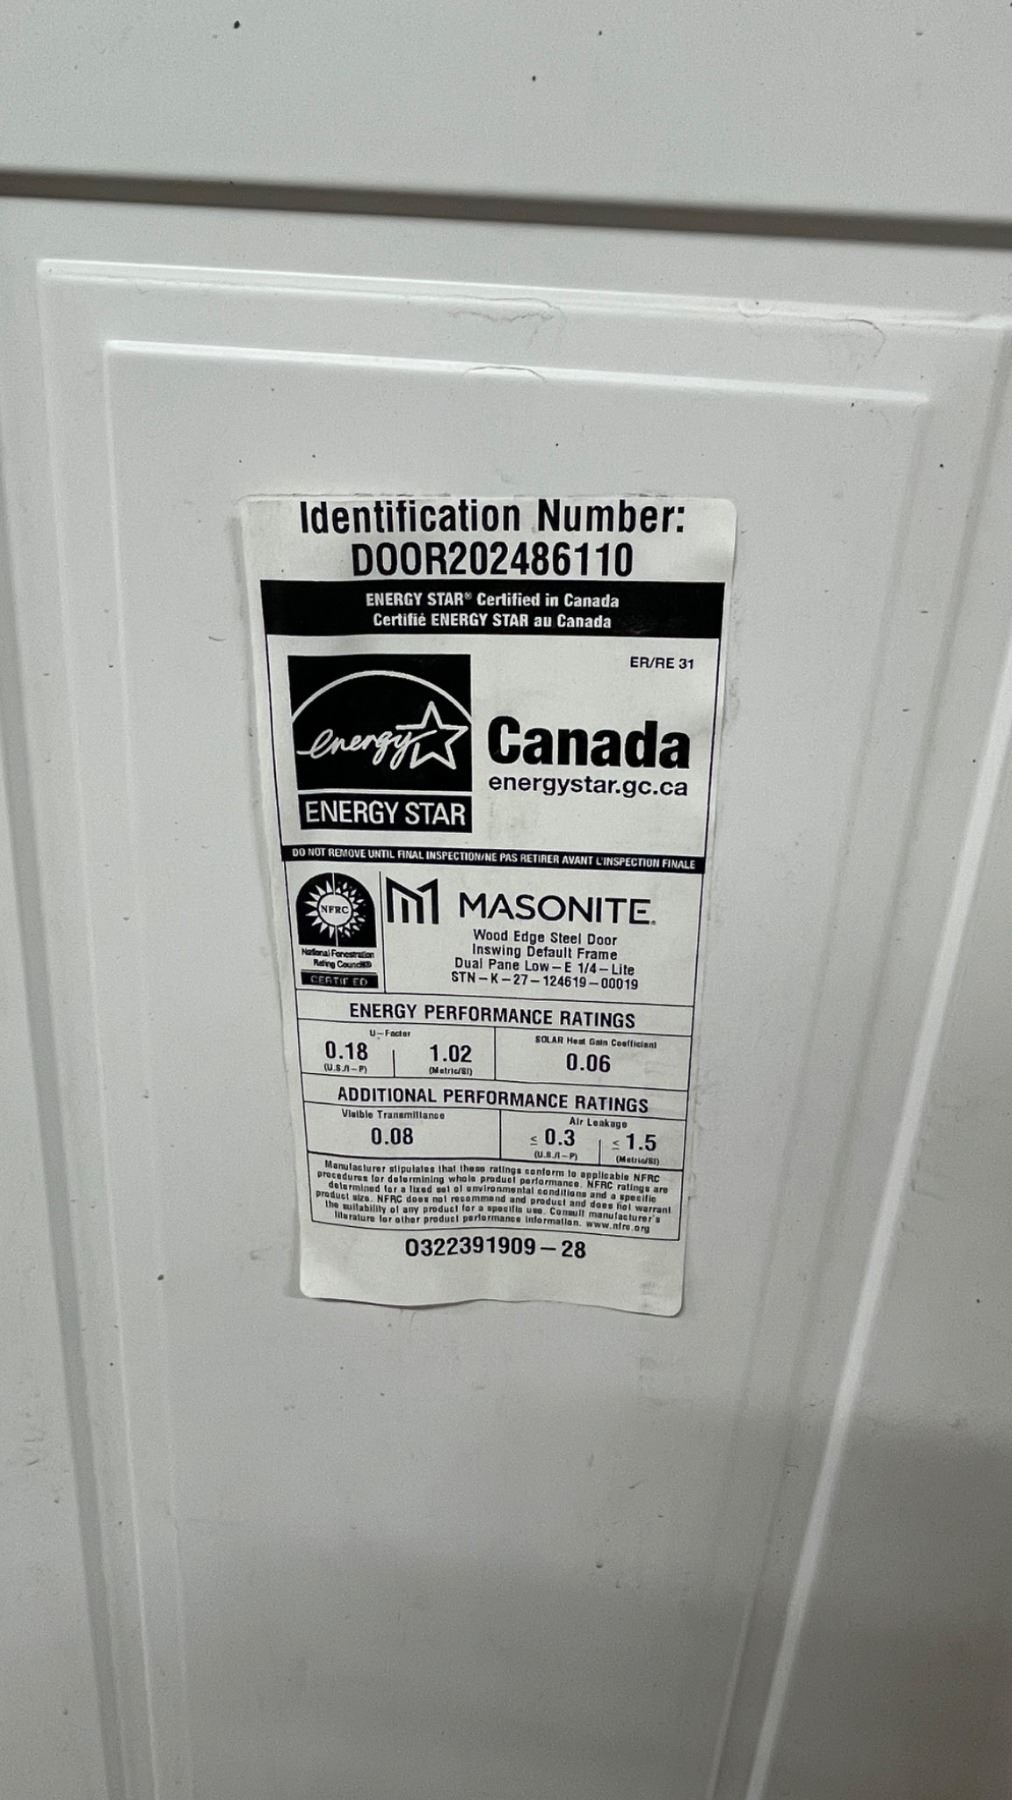 Identification Number:
DOOR202486110
ENERGY STAR® Certified in Canada
Certifié ENERGY STAR au Canada
ER/RE 31
energy
ENERGY STAR
Canada
energystar.gc.ca
DO NOT REMOVE UNTIL FINAL INSPECTION/NE PAS RETIRER AVANT L'INSPECTION FINALE
NFRC
National Fenestration
Rating Council®
CERTIFIED
MASONITE®
Wood Edge Steel Door
Inswing Default Frame
Dual Pane Low-E 1/4-Lite
STN-K-27-124619-00019
ENERGY PERFORMANCE RATINGS
U-Factor
0.18
(U.S./I-P)
1.02
(Metric/SI)
SOLAR Heat Gain Coefficient
0.06
ADDITIONAL PERFORMANCE RATINGS
Visible Transmittance
0.08
Air Leakage
≤ 0.3
(U.S./I-P)
≤ 1.5
(Metric/SI)
Manufacturer stipulates that these ratings conform to applicable NFRC
procedures for determining whole product performance. NFRC ratings are
determined for a fixed set of environmental conditions and a specific
product size. NFRC does not recommend and product and does not warrant
the suitability of any product for a specific use. Consult manufacturer's
literature for other product performance information. www.nfrc.org
0322391909-28